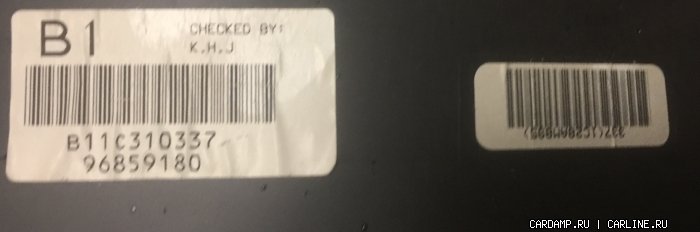 B1
CHECKED BY:
K.H.J
B11C310337
96859180
CARDAMP.RU | CARLINE.RU